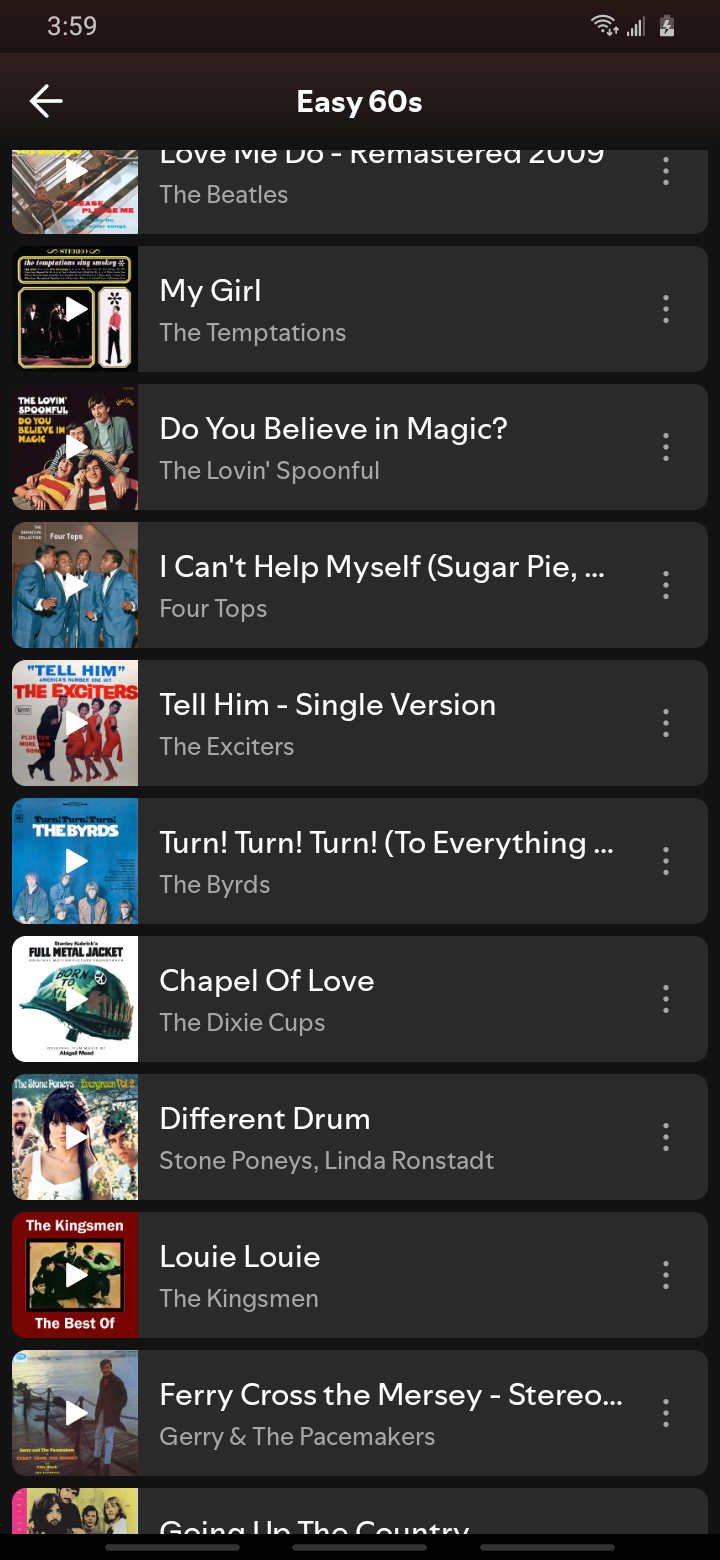 3:59
Easy 60s
Love Me Do - Remastered 2009
The Beatles
PLEASE
PLEASE ME
STEREO
the temptations sing smokey
My Girl
The Temptations
THE LOVIN'
SPOONFUL
DO YOU
BELIEVE IN
MAGIC
Do You Believe in Magic?
The Lovin' Spoonful
THE
DEFINITIVE
COLLECTION
Four Tops
I Can't Help Myself (Sugar Pie, ...
Four Tops
"TELL HIM"
AMERICA'S NUMBER ONE HIT
THE EXCITERS
PLUS TEN
MORE NEW
SONGS
Tell Him - Single Version
The Exciters
Turn! Turn! Turn!
THE BYRDS
Turn! Turn! Turn! (To Everything ...
The Byrds
Stanley Kubrick's
FULL METAL JACKET
ORIGINAL MOTION PICTURE SOUNDTRACK
BORN
TO
KILL
ORIGINAL FILM MUSIC BY
Abigail Mead
Chapel Of Love
The Dixie Cups
The Stone Poneys Evergreen Vol. 2
Different Drum
Stone Poneys, Linda Ronstadt
The Kingsmen
The Best Of
Louie Louie
The Kingsmen
Gerry and The Pacemakers
FERRY CROSS THE MERSEY
Ferry Cross the Mersey - Stereo...
Gerry & The Pacemakers
Going Up The Country